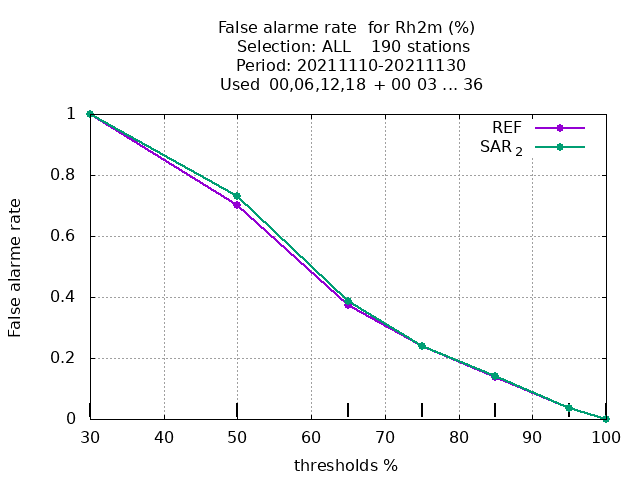 False alarme rate  for Rh2m (%)
Selection: ALL    190 stations
Period: 20211110-20211130
Used  00,06,12,18  + 00 03 ... 36
REF
SAR 2
1
0.8
0.6
0.4
0.2
0
False alarme rate
30 40 50 60 70 80 90 100
thresholds %